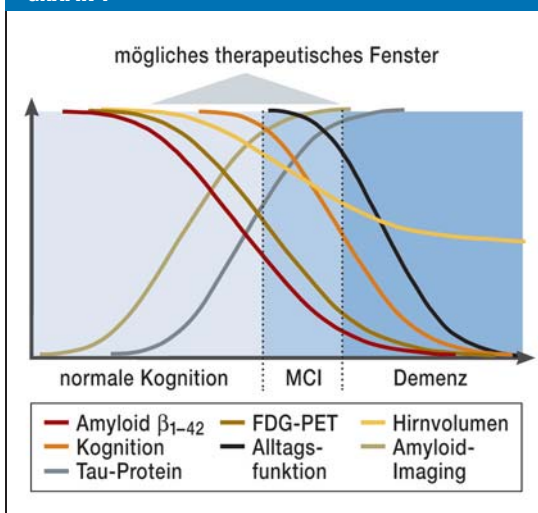 mögliches therapeutisches Fenster
normale Kognition MCI Demenz
Amyloid β1–42 FDG-PET Hirnvolumen
Kognition Alltags- Amyloid-
Tau-Protein funktion Imaging